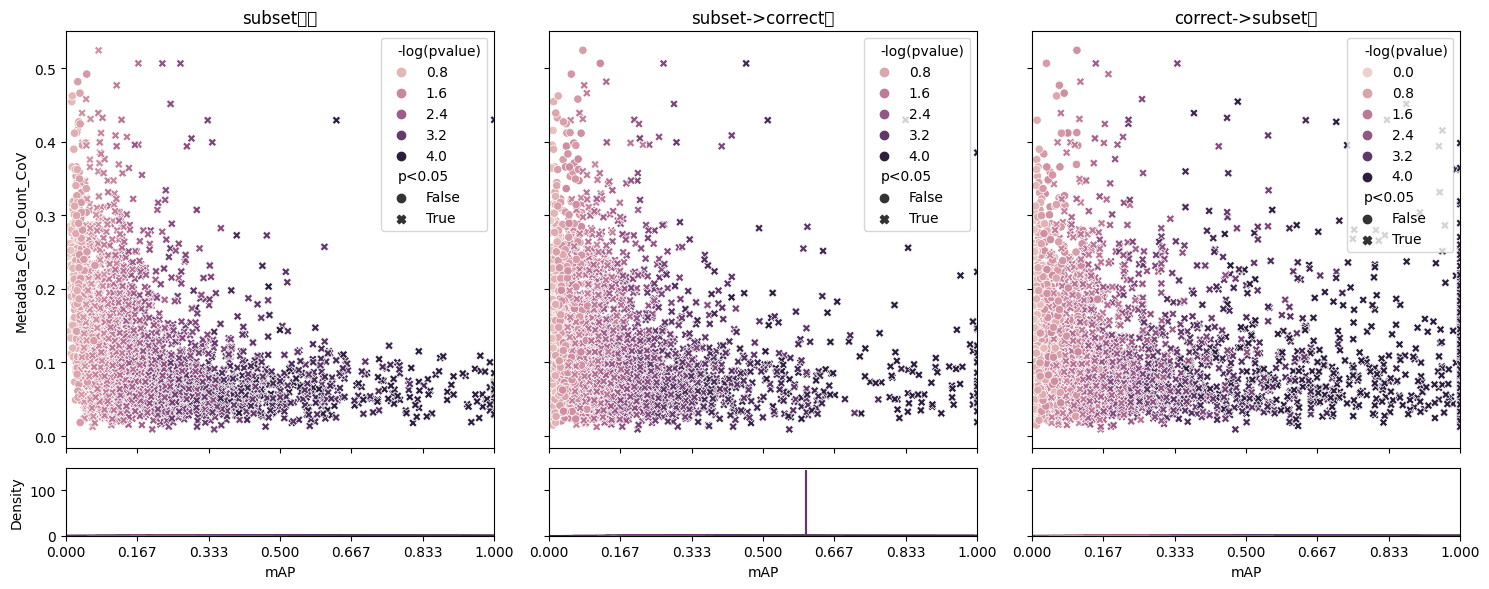 subset
subset->correct
correct->subset
-log(pvalue)
0.8
1.6
2.4
3.2
4.0
p<0.05
False
True
-log(pvalue)
0.8
1.6
2.4
3.2
4.0
p<0.05
False
True
-log(pvalue)
0.0
0.8
1.6
2.4
3.2
4.0
p<0.05
False
True
Metadata_Cell_Count_CoV
0.5
0.4
0.3
0.2
0.1
0.0
Density
100
0
0.000 0.167 0.333 0.500 0.667 0.833 1.000
0.000 0.167 0.333 0.500 0.667 0.833 1.000
0.000 0.167 0.333 0.500 0.667 0.833 1.000
mAP
mAP
mAP